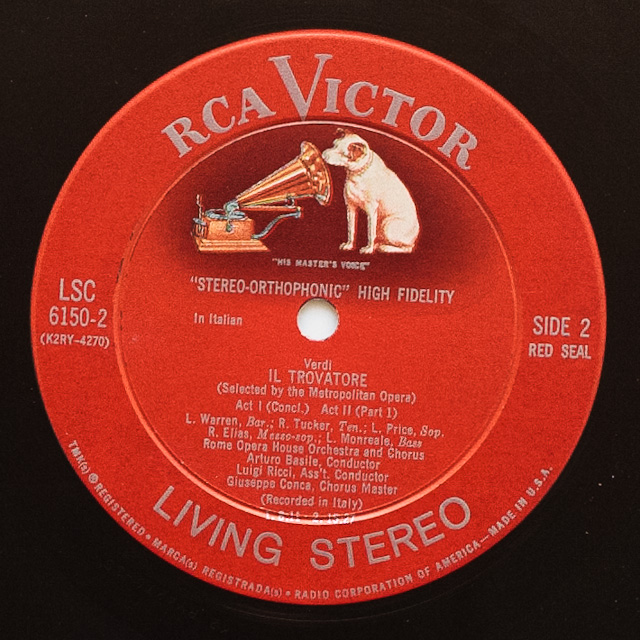 RCA VICTOR
"HIS MASTER'S VOICE"
"STEREO-ORTHOPHONIC" HIGH FIDELITY
LSC
6150-2
(K2RY-4270)
In Italian
SIDE 2
RED SEAL
Verdi
IL TROVATORE
(Selected by the Metropolitan Opera)
Act I (Concl.) Act II (Part 1)
L. Warren, Bar.; R. Tucker, Ten.; L. Price, Sop.
R. Elias, Mezzo-sop.; L. Monreale, Bass
Rome Opera House Orchestra and Chorus
Arturo Basile, Conductor
Luigi Ricci, Ass't. Conductor
Giuseppe Conca, Chorus Master
(Recorded in Italy)
LIVING STEREO
TMK(s) ® REGISTERED • MARCA(s) REGISTRADA(s) • RADIO CORPORATION OF AMERICA—MADE IN U.S.A.